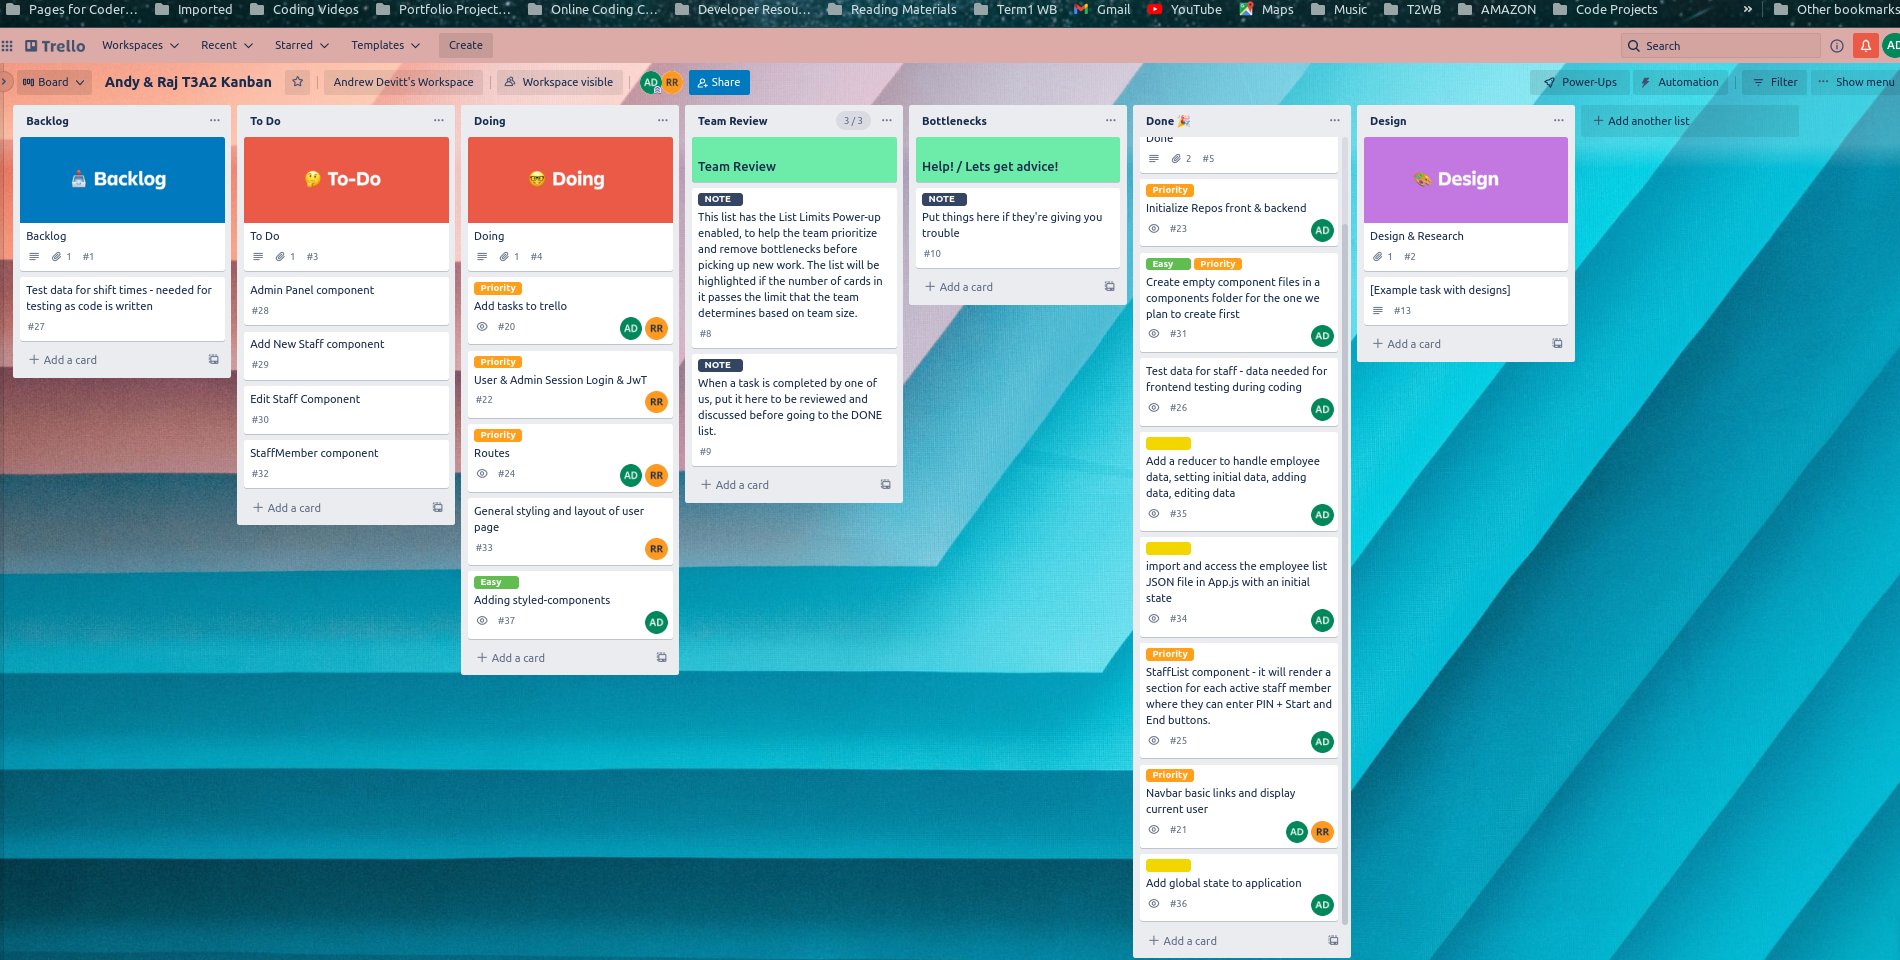 Pages for Coder...
Imported
Coding Videos
Portfolio Project...
Online Coding C...
Developer Resou...
Reading Materials
Term1 WB
Gmail
YouTube
Maps
Music
T2WB
AMAZON
Code Projects
»
Other bookmarks
Trello
Workspaces
Recent
Starred
Templates
Create
Search
AD
Board
Andy & Raj T3A2 Kanban
Andrew Devitt's Workspace
Workspace visible
AD
RR
Share
Power-Ups
Automation
Filter
Show menu
Backlog
📩 Backlog
Backlog
1 #1
Test data for shift times - needed for
testing as code is written
#27
+ Add a card
To Do
🤔 To-Do
To Do
1 #3
Admin Panel component
#28
Add New Staff component
#29
Edit Staff Component
#30
StaffMember component
#32
+ Add a card
Doing
🤓 Doing
Doing
1 #4
Priority
Add tasks to trello
#20
AD RR
Priority
User & Admin Session Login & JwT
#22
RR
Priority
Routes
#24
AD RR
General styling and layout of user
page
#33
RR
Easy
Adding styled-components
#37
AD
+ Add a card
Team Review
3 / 3
Team Review
NOTE
This list has the List Limits Power-up
enabled, to help the team prioritize
and remove bottlenecks before
picking up new work. The list will be
highlighted if the number of cards in
it passes the limit that the team
determines based on team size.
#8
NOTE
When a task is completed by one of
us, put it here to be reviewed and
discussed before going to the DONE
list.
#9
+ Add a card
Bottlenecks
Help! / Lets get advice!
NOTE
Put things here if they're giving you
trouble
#10
+ Add a card
Done 🎉
Done
2 #5
Priority
Initialize Repos front & backend
#23
AD
Easy Priority
Create empty component files in a
components folder for the one we
plan to create first
#31
AD
Test data for staff - data needed for
frontend testing during coding
#26
AD
Add a reducer to handle employee
data, setting initial data, adding
data, editing data
#35
AD
import and access the employee list
JSON file in App.js with an initial
state
#34
AD
Priority
StaffList component - it will render a
section for each active staff member
where they can enter PIN + Start and
End buttons.
#25
AD
Priority
Navbar basic links and display
current user
#21
AD RR
Add global state to application
#36
AD
+ Add a card
Design
🎨 Design
Design & Research
1 #2
[Example task with designs]
#13
+ Add a card
+ Add another list